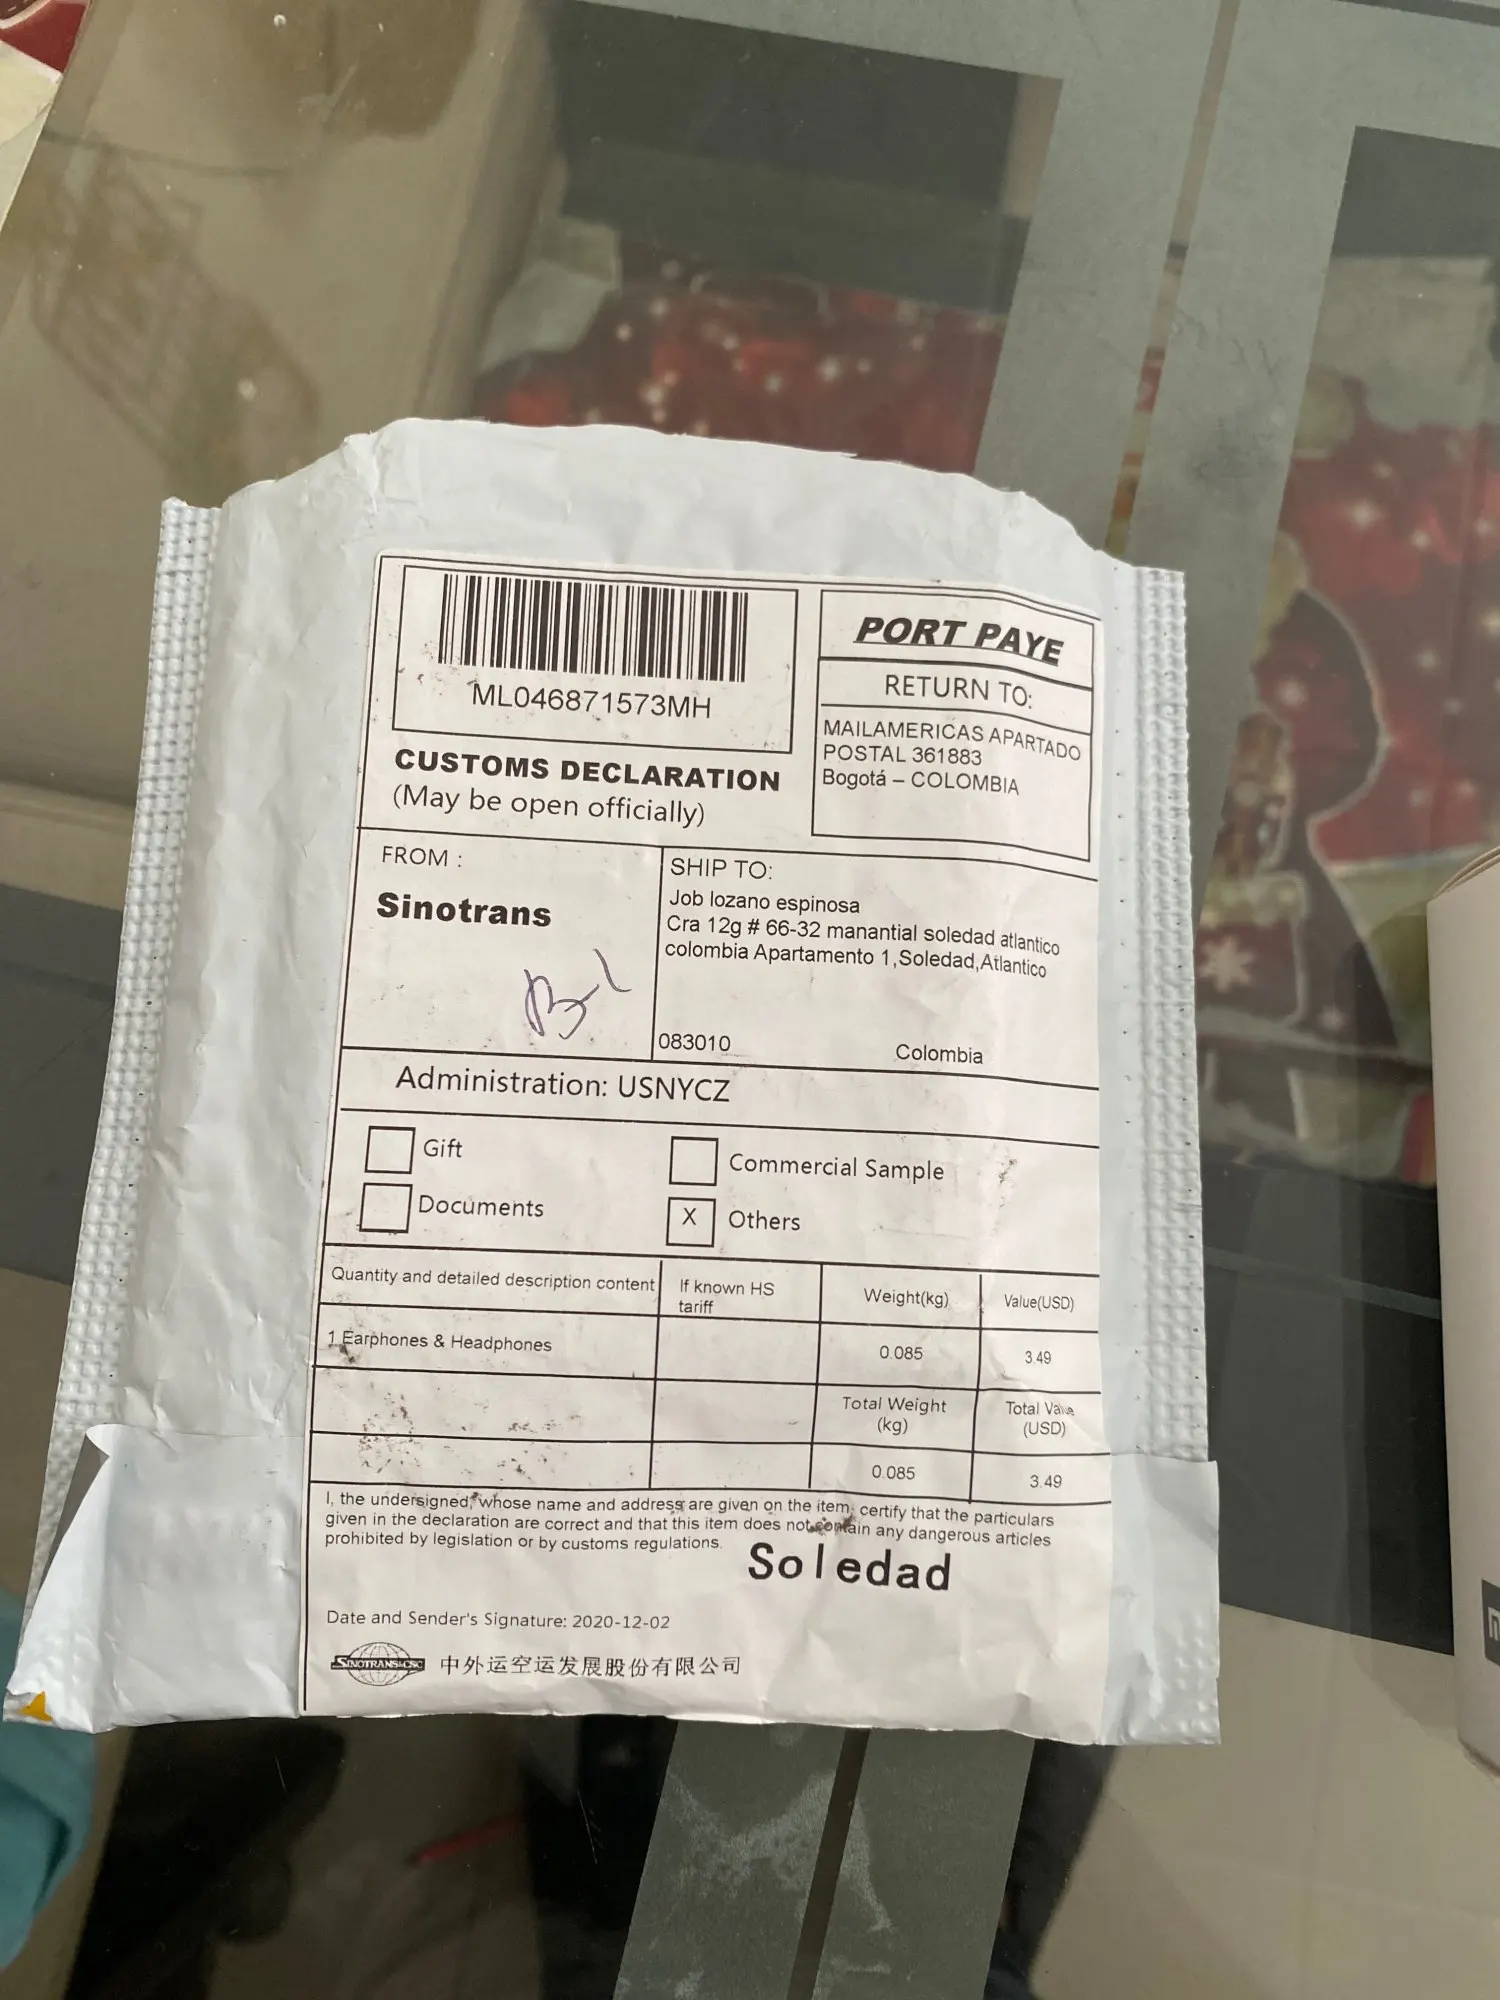 ML046871573MH
CUSTOMS DECLARATION
(May be open officially)
PORT PAYE
RETURN TO:
MAILAMERICAS APARTADO
POSTAL 361883
Bogotá – COLOMBIA
FROM :
Sinotrans
SHIP TO:
Job lozano espinosa
Cra 12g # 66-32 manantial soledad atlantico
colombia Apartamento 1,Soledad,Atlantico
083010 Colombia
Administration: USNYCZ
Gift
Commercial Sample
Documents
X Others
Quantity and detailed description content
If known HS
tariff
Weight(kg)
Value(USD)
1 Earphones & Headphones
0.085
3.49
Total Weight
(kg)
Total Value
(USD)
0.085
3.49
I, the undersigned, whose name and address are given on the item, certify that the particulars
given in the declaration are correct and that this item does not contain any dangerous articles
prohibited by legislation or by customs regulations.
Soledad
Date and Sender's Signature: 2020-12-02
SINOTRANS&CSC 中外运空运发展股份有限公司